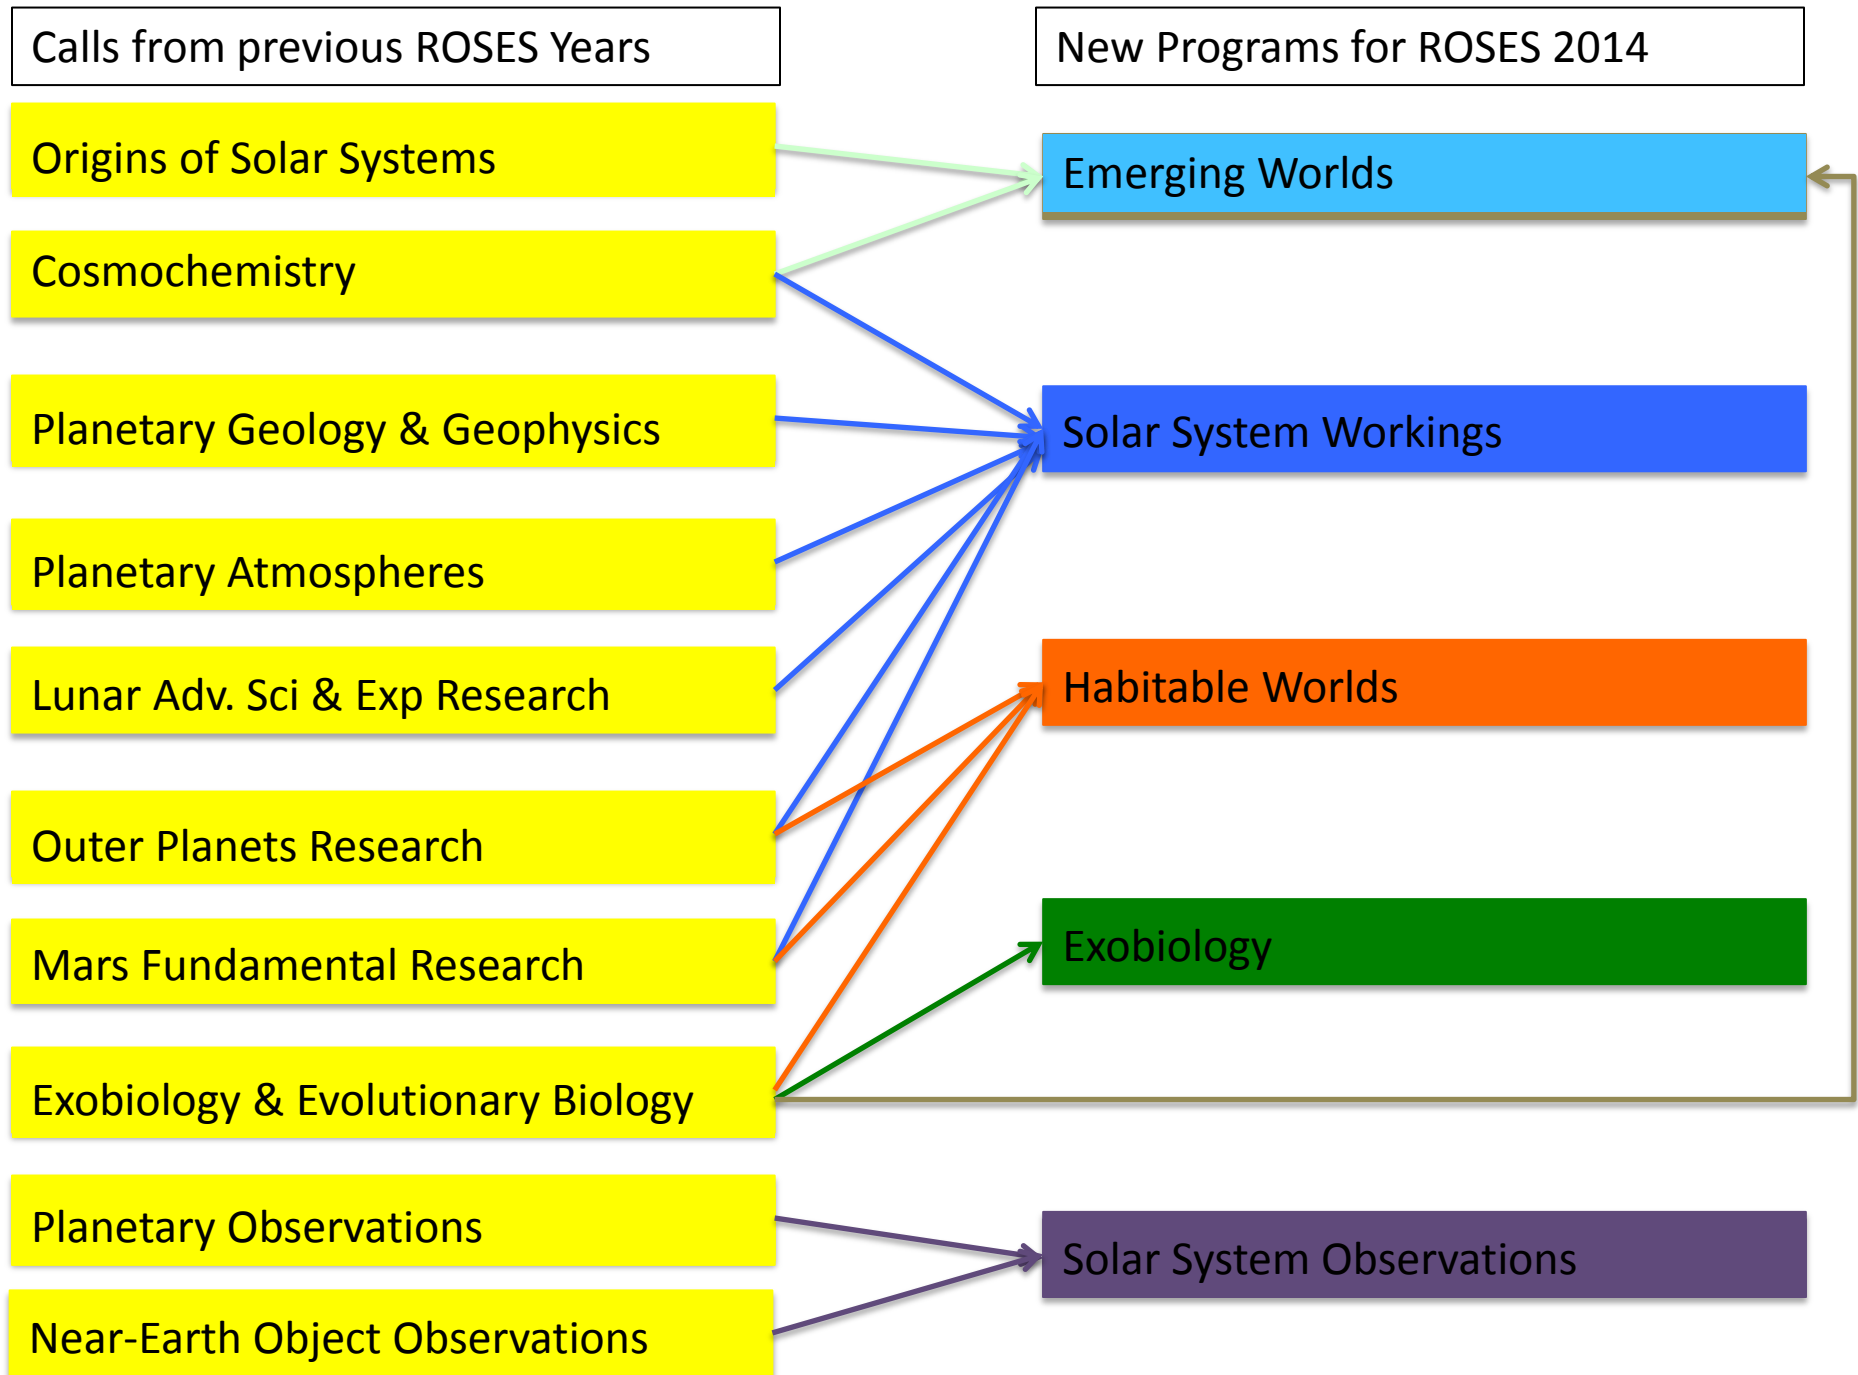 Calls from previous ROSES Years
New Programs for ROSES 2014
Origins of Solar Systems
Cosmochemistry
Planetary Geology & Geophysics
Planetary Atmospheres
Lunar Adv. Sci & Exp Research
Outer Planets Research
Mars Fundamental Research
Exobiology & Evolutionary Biology
Planetary Observations
Near-Earth Object Observations
Emerging Worlds
Solar System Workings
Habitable Worlds
Exobiology
Solar System Observations